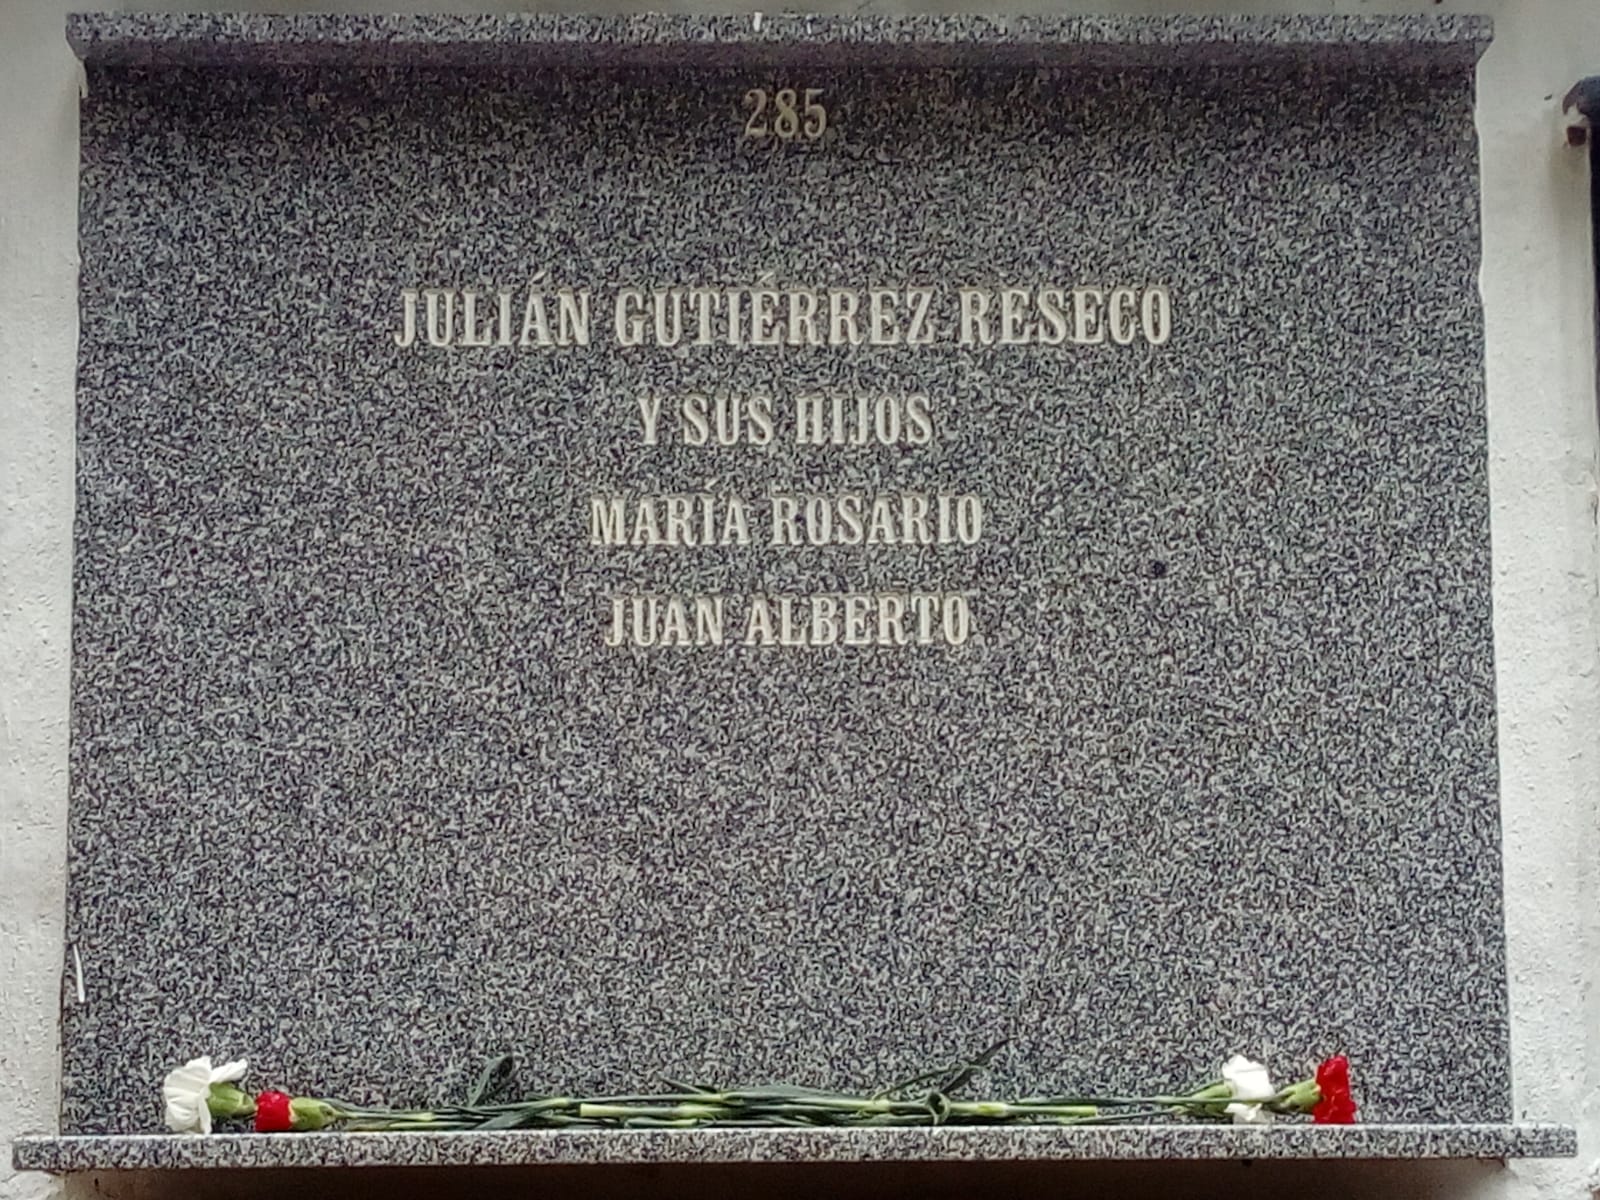 285
JULIÁN GUTIÉRREZ RESECO
Y SUS HIJOS
MARÍA ROSARIO
JUAN ALBERTO